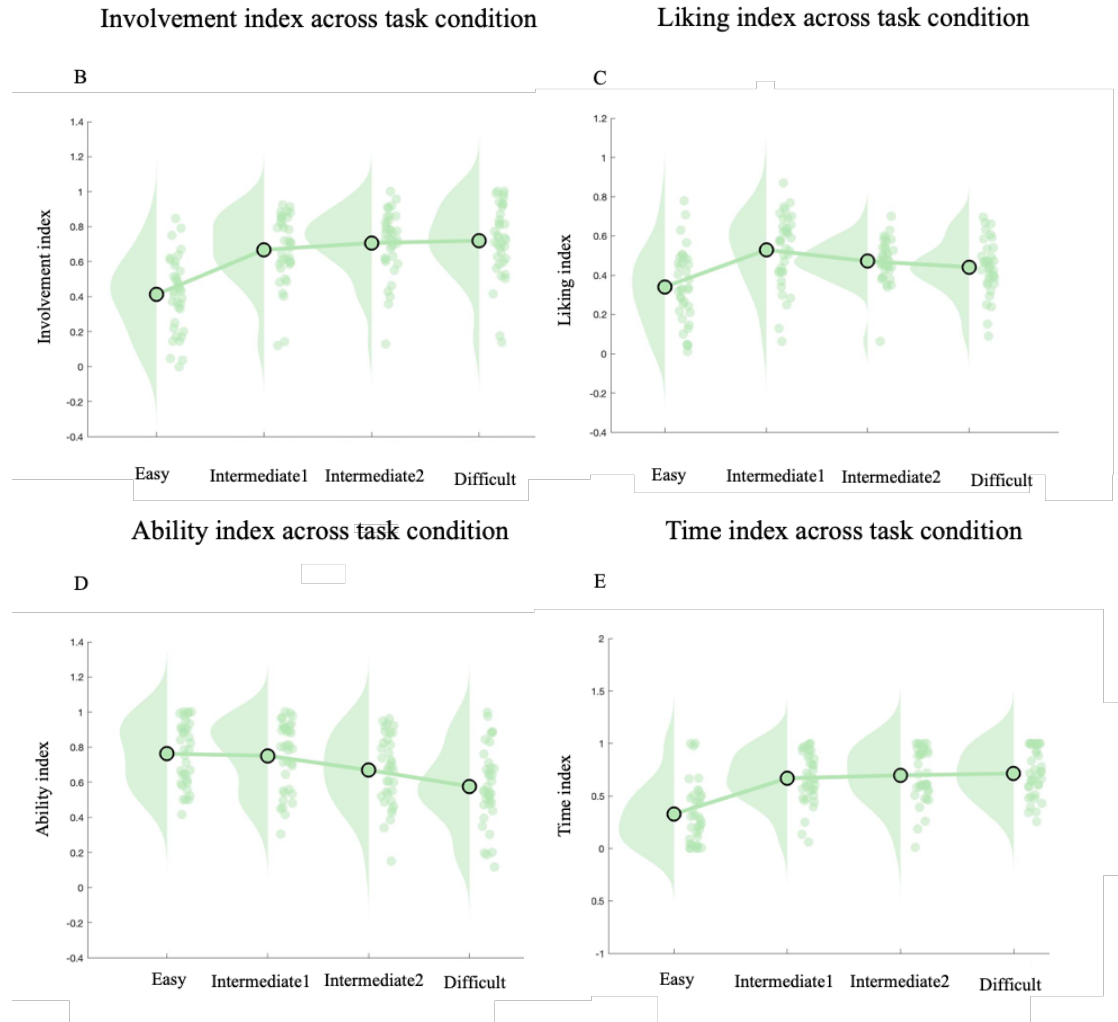 Involvement index across task condition
Liking index across task condition
B
C
1.4
1.2
1
0.8
0.6
0.4
0.2
0
-0.2
-0.4
Involvement index
Easy
Intermediate1
Intermediate2
Difficult
1.2
1
0.8
0.6
0.4
0.2
0
-0.2
-0.4
Liking index
Easy
Intermediate1
Intermediate2
Difficult
Ability index across task condition
Time index across task condition
D
E
1.4
1.2
1
0.8
0.6
0.4
0.2
0
-0.2
-0.4
Ability index
Easy
Intermediate1
Intermediate2
Difficult
2
1.5
1
0.5
0
0.5
-1
Time index
Easy
Intermediate1
Intermediate2
Difficult